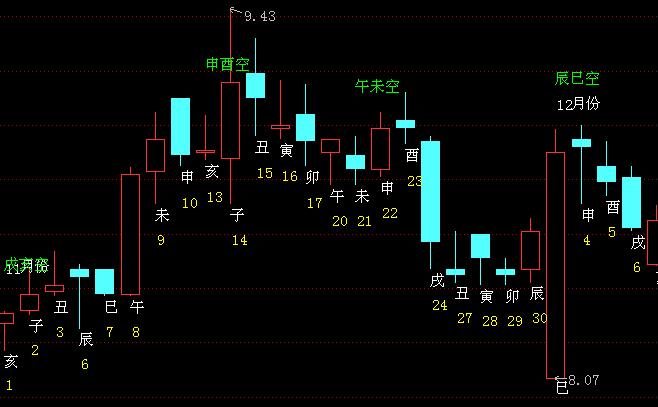 9.43
申酉空
午未空
辰巳空
12月份
戌亥空
11月份
亥
1
子
2
丑
3
辰
6
巳
7
午
8
未
9
申
10
亥
13
子
14
丑
15
寅
16
卯
17
午
20
未
21
申
22
酉
23
戌
24
丑
27
寅
28
卯
29
辰
30
巳
8.07
申
4
酉
5
戌
6